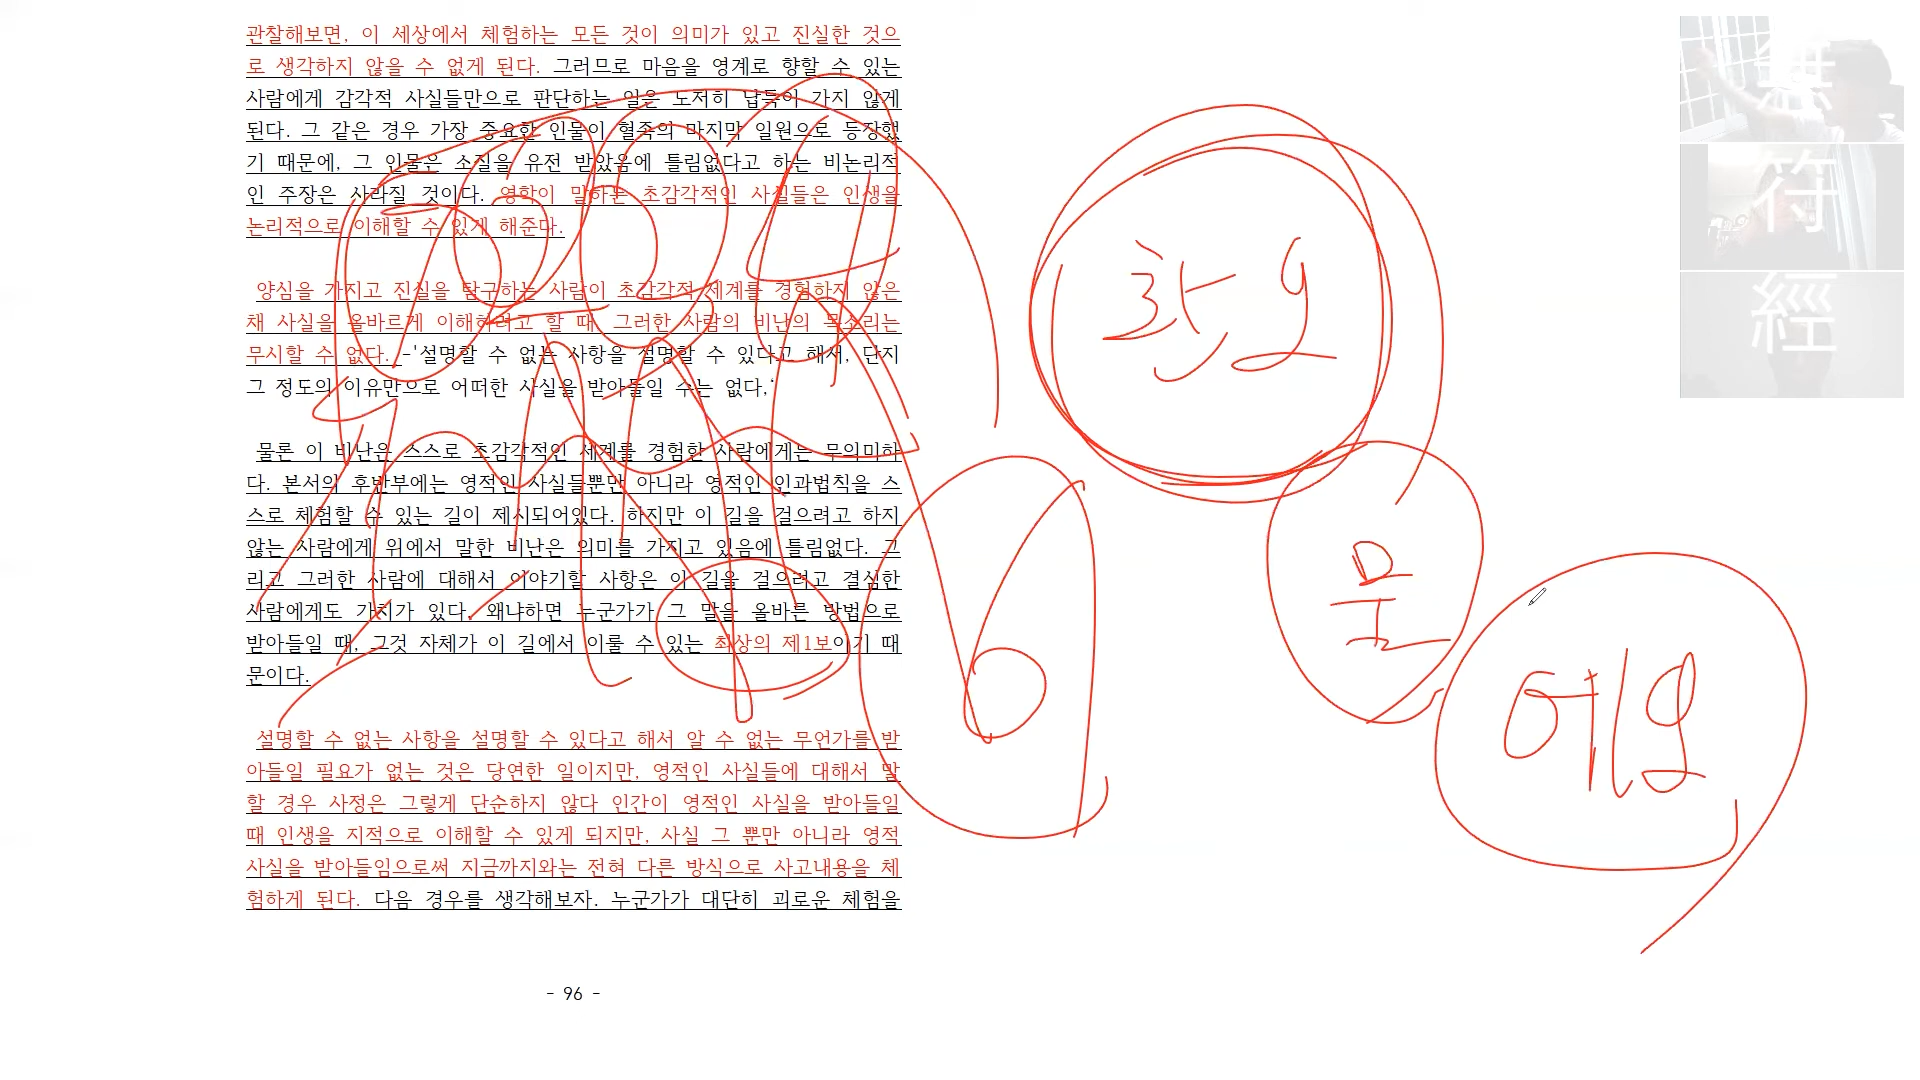 관찰해보면, 이 세상에서 체험하는 모든 것이 의미가 있고 진실한 것으
로 생각하지 않을 수 없게 된다. 그러므로 마음을 영계로 향할 수 있는
사람에게 감각적 사실들만으로 판단하는 일은 도저히 납득이 가지 않게
된다. 그 같은 경우 가장 중요한 인물이 혈족의 마지막 일원으로 등장했
기 때문에, 그 인물은 소질을 유전 받았음에 틀림없다고 하는 비논리적
인 주장은 사라질 것이다. 영학이 말하는 초감각적인 사실들은 인생을
논리적으로 이해할 수 있게 해준다.
양심을 가지고 진실을 탐구하는 사람이 초감각적 세계를 경험하지 않은
채 사실을 올바르게 이해하려고 할 때, 그러한 사람의 비난의 목소리는
무시할 수 없다. -'설명할 수 없는 사항을 설명할 수 있다고 해서, 단지
그 정도의 이유만으로 어떠한 사실을 받아들일 수는 없다,'
물론 이 비난은 스스로 초감각적인 세계를 경험한 사람에게는 무의미하
다. 본서의 후반부에는 영적인 사실들뿐만 아니라 영적인 인과법칙을 스
스로 체험할 수 있는 길이 제시되어있다. 하지만 이 길을 걸으려고 하지
않는 사람에게 위에서 말한 비난은 의미를 가지고 있음에 틀림없다. 그
리고 그러한 사람에 대해서 이야기할 사항은 이 길을 걸으려고 결심한
사람에게도 가치가 있다. 왜냐하면 누군가가 그 말을 올바른 방법으로
받아들일 때, 그것 자체가 이 길에서 이룰 수 있는 최상의 제1보이기 때
문이다.
설명할 수 없는 사항을 설명할 수 있다고 해서 알 수 없는 무언가를 받
아들일 필요가 없는 것은 당연한 일이지만, 영적인 사실들에 대해서 말
할 경우 사정은 그렇게 단순하지 않다 인간이 영적인 사실을 받아들일
때 인생을 지적으로 이해할 수 있게 되지만, 사실 그 뿐만 아니라 영적
사실을 받아들임으로써 지금까지와는 전혀 다른 방식으로 사고내용을 체
험하게 된다. 다음 경우를 생각해보자. 누군가가 대단히 괴로운 체험을
- 96 -
符
經